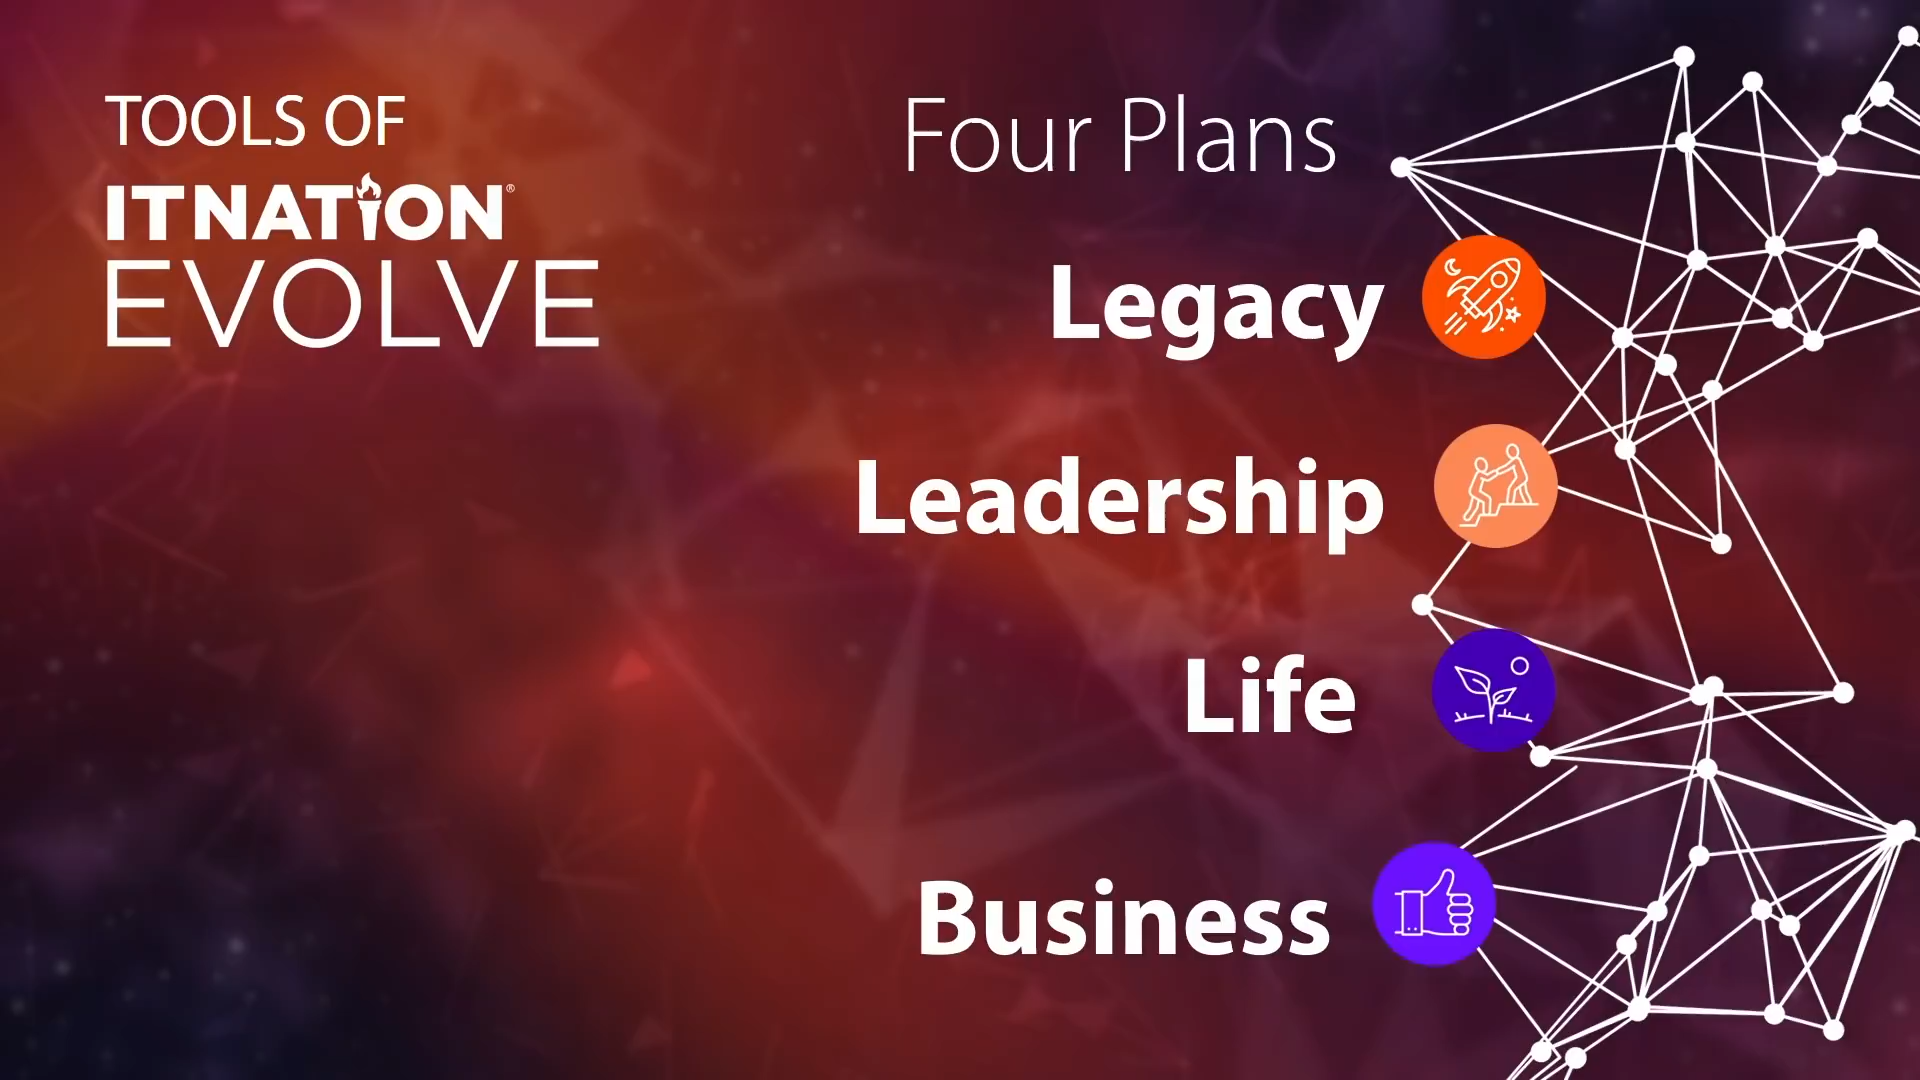 TOOLS OF
ITNATION®
EVOLVE
Four Plans
Legacy
Leadership
Life
Business